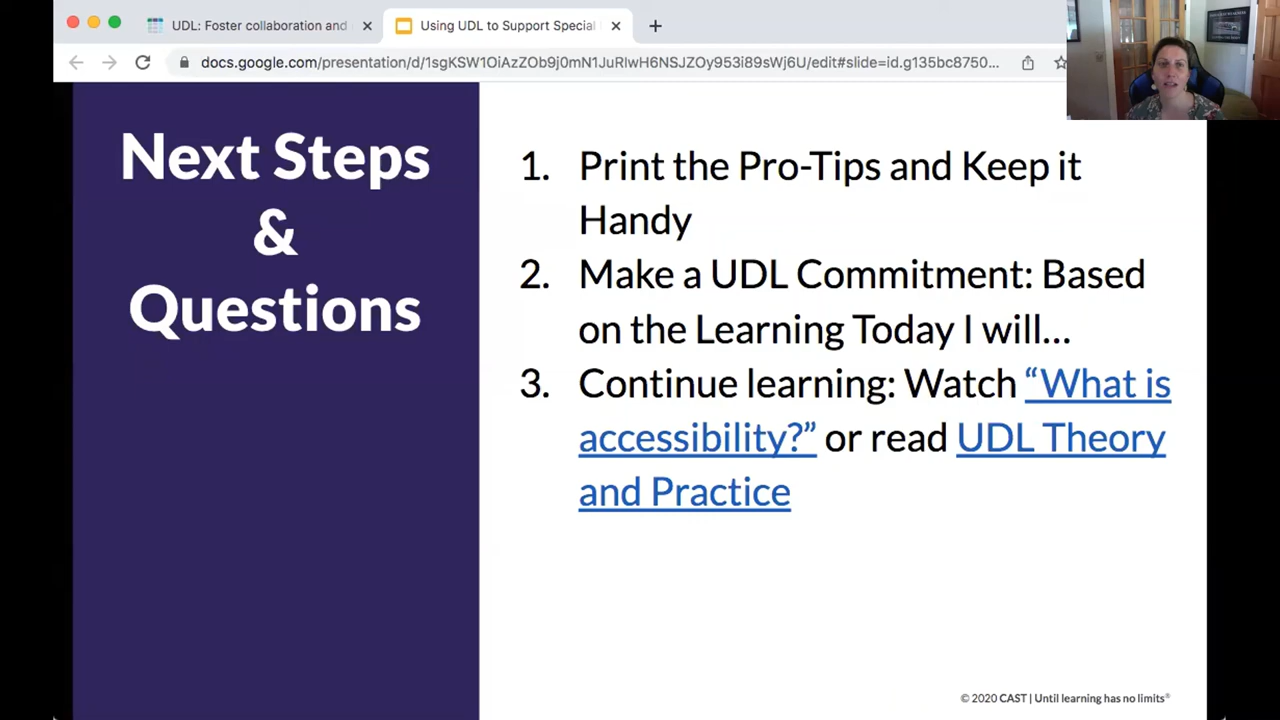 UDL: Foster collaboration and
Using UDL to Support Special
docs.google.com/presentation/d/1sgKSW1OiAzZOb9j0mN1JuRlwH6NSJZOy953i89sWj6U/edit#slide=id.g135bc8750...
Next Steps
&
Questions
1. Print the Pro-Tips and Keep it
Handy
2. Make a UDL Commitment: Based
on the Learning Today I will...
3. Continue learning: Watch “What is
accessibility?” or read UDL Theory
and Practice
© 2020 CAST | Until learning has no limits®